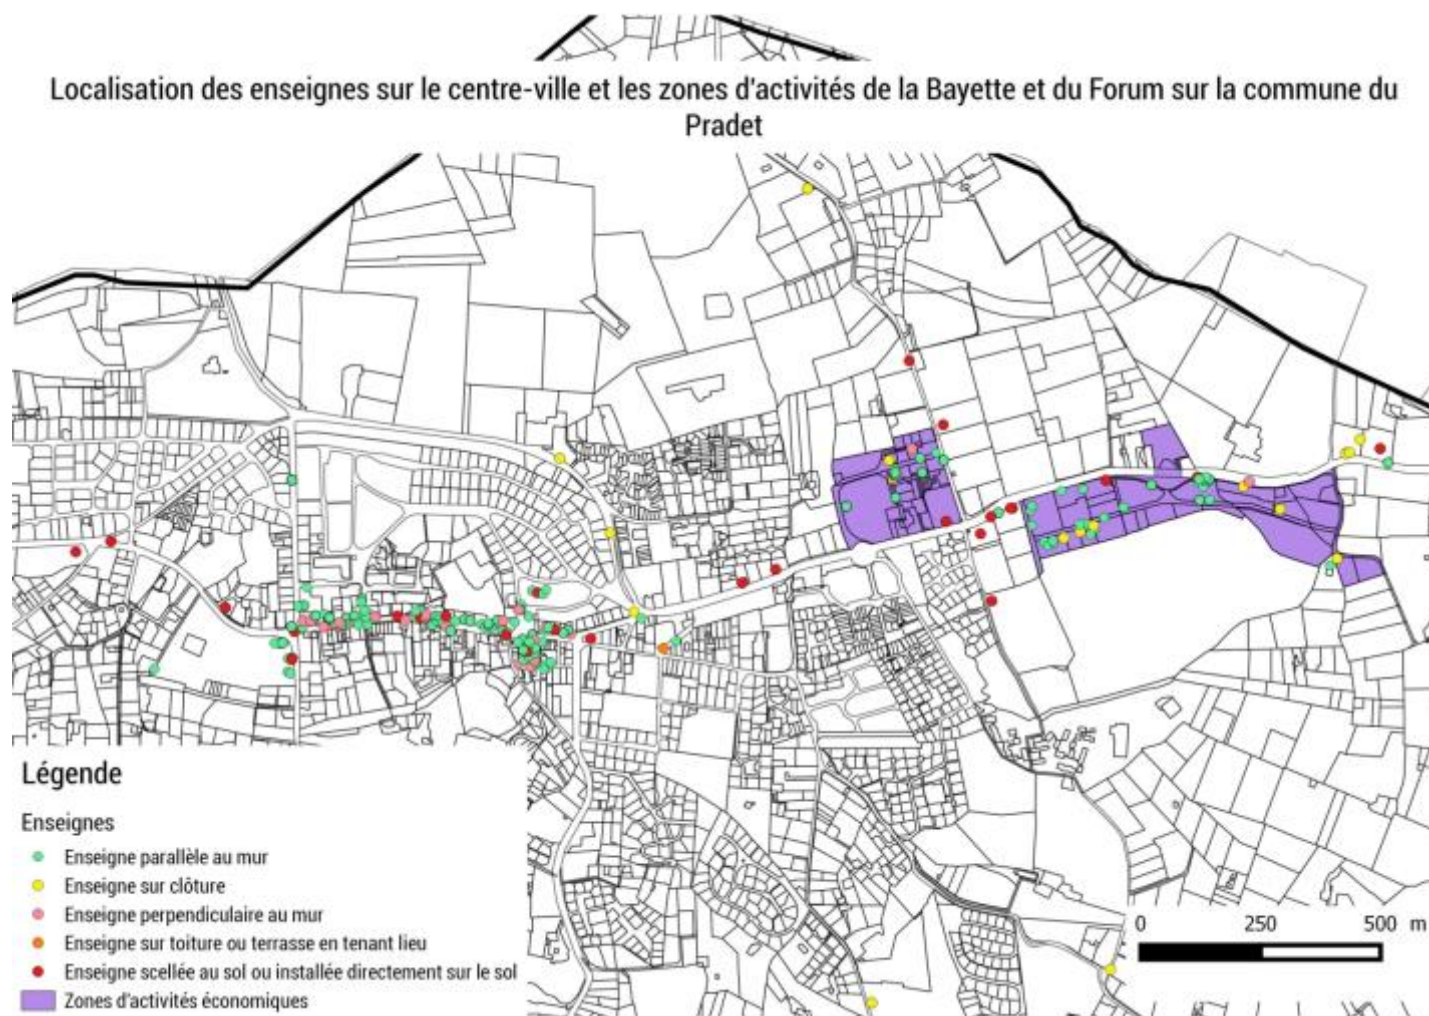 Localisation des enseignes sur le centre-ville et les zones d'activités de la Bayette et du Forum sur la commune du
Pradet
Légende
Enseignes
Enseigne parallèle au mur
Enseigne sur clôture
Enseigne perpendiculaire au mur
Enseigne sur toiture ou terrasse en tenant lieu
Enseigne scellée au sol ou installée directement sur le sol
Zones d'activités économiques
0 250 500 m